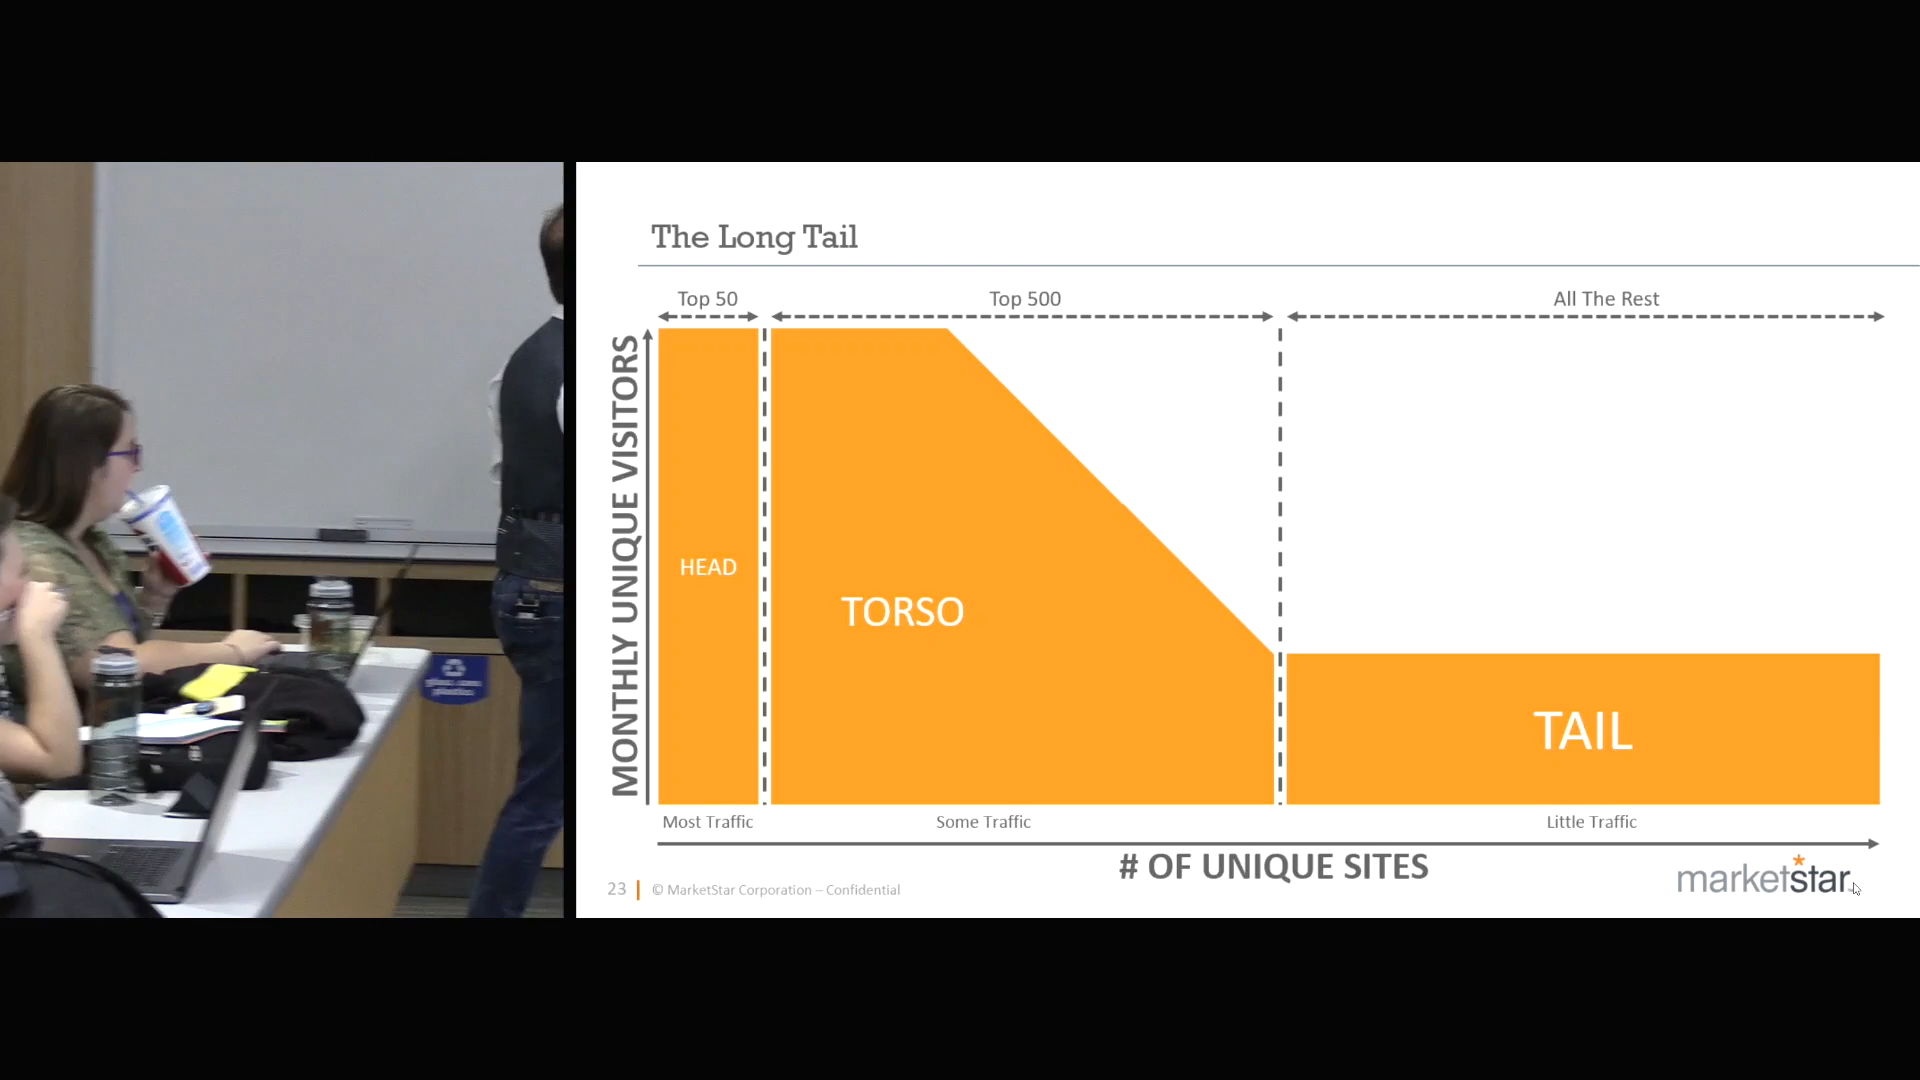 The Long Tail
Top 50
Top 500
All The Rest
MONTHLY UNIQUE VISITORS
HEAD
TORSO
TAIL
Most Traffic
Some Traffic
Little Traffic
# OF UNIQUE SITES
23
© MarketStar Corporation – Confidential
marketstar